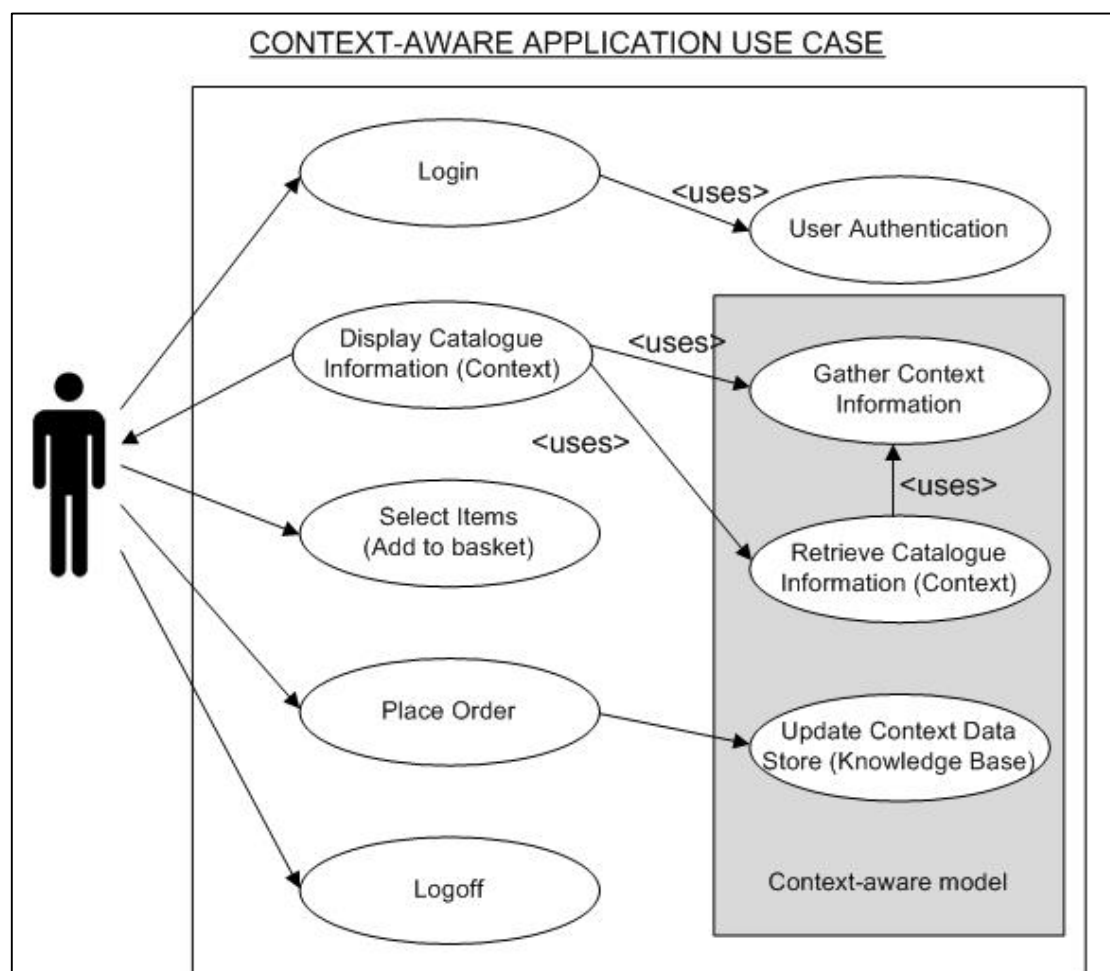 CONTEXT-AWARE APPLICATION USE CASE
Login
<uses>
User Authentication
Display Catalogue
Information (Context)
<uses>
Gather Context
Information
<uses>
<uses>
Select Items
(Add to basket)
Retrieve Catalogue
Information (Context)
Place Order
Update Context Data
Store (Knowledge Base)
Logoff
Context-aware model